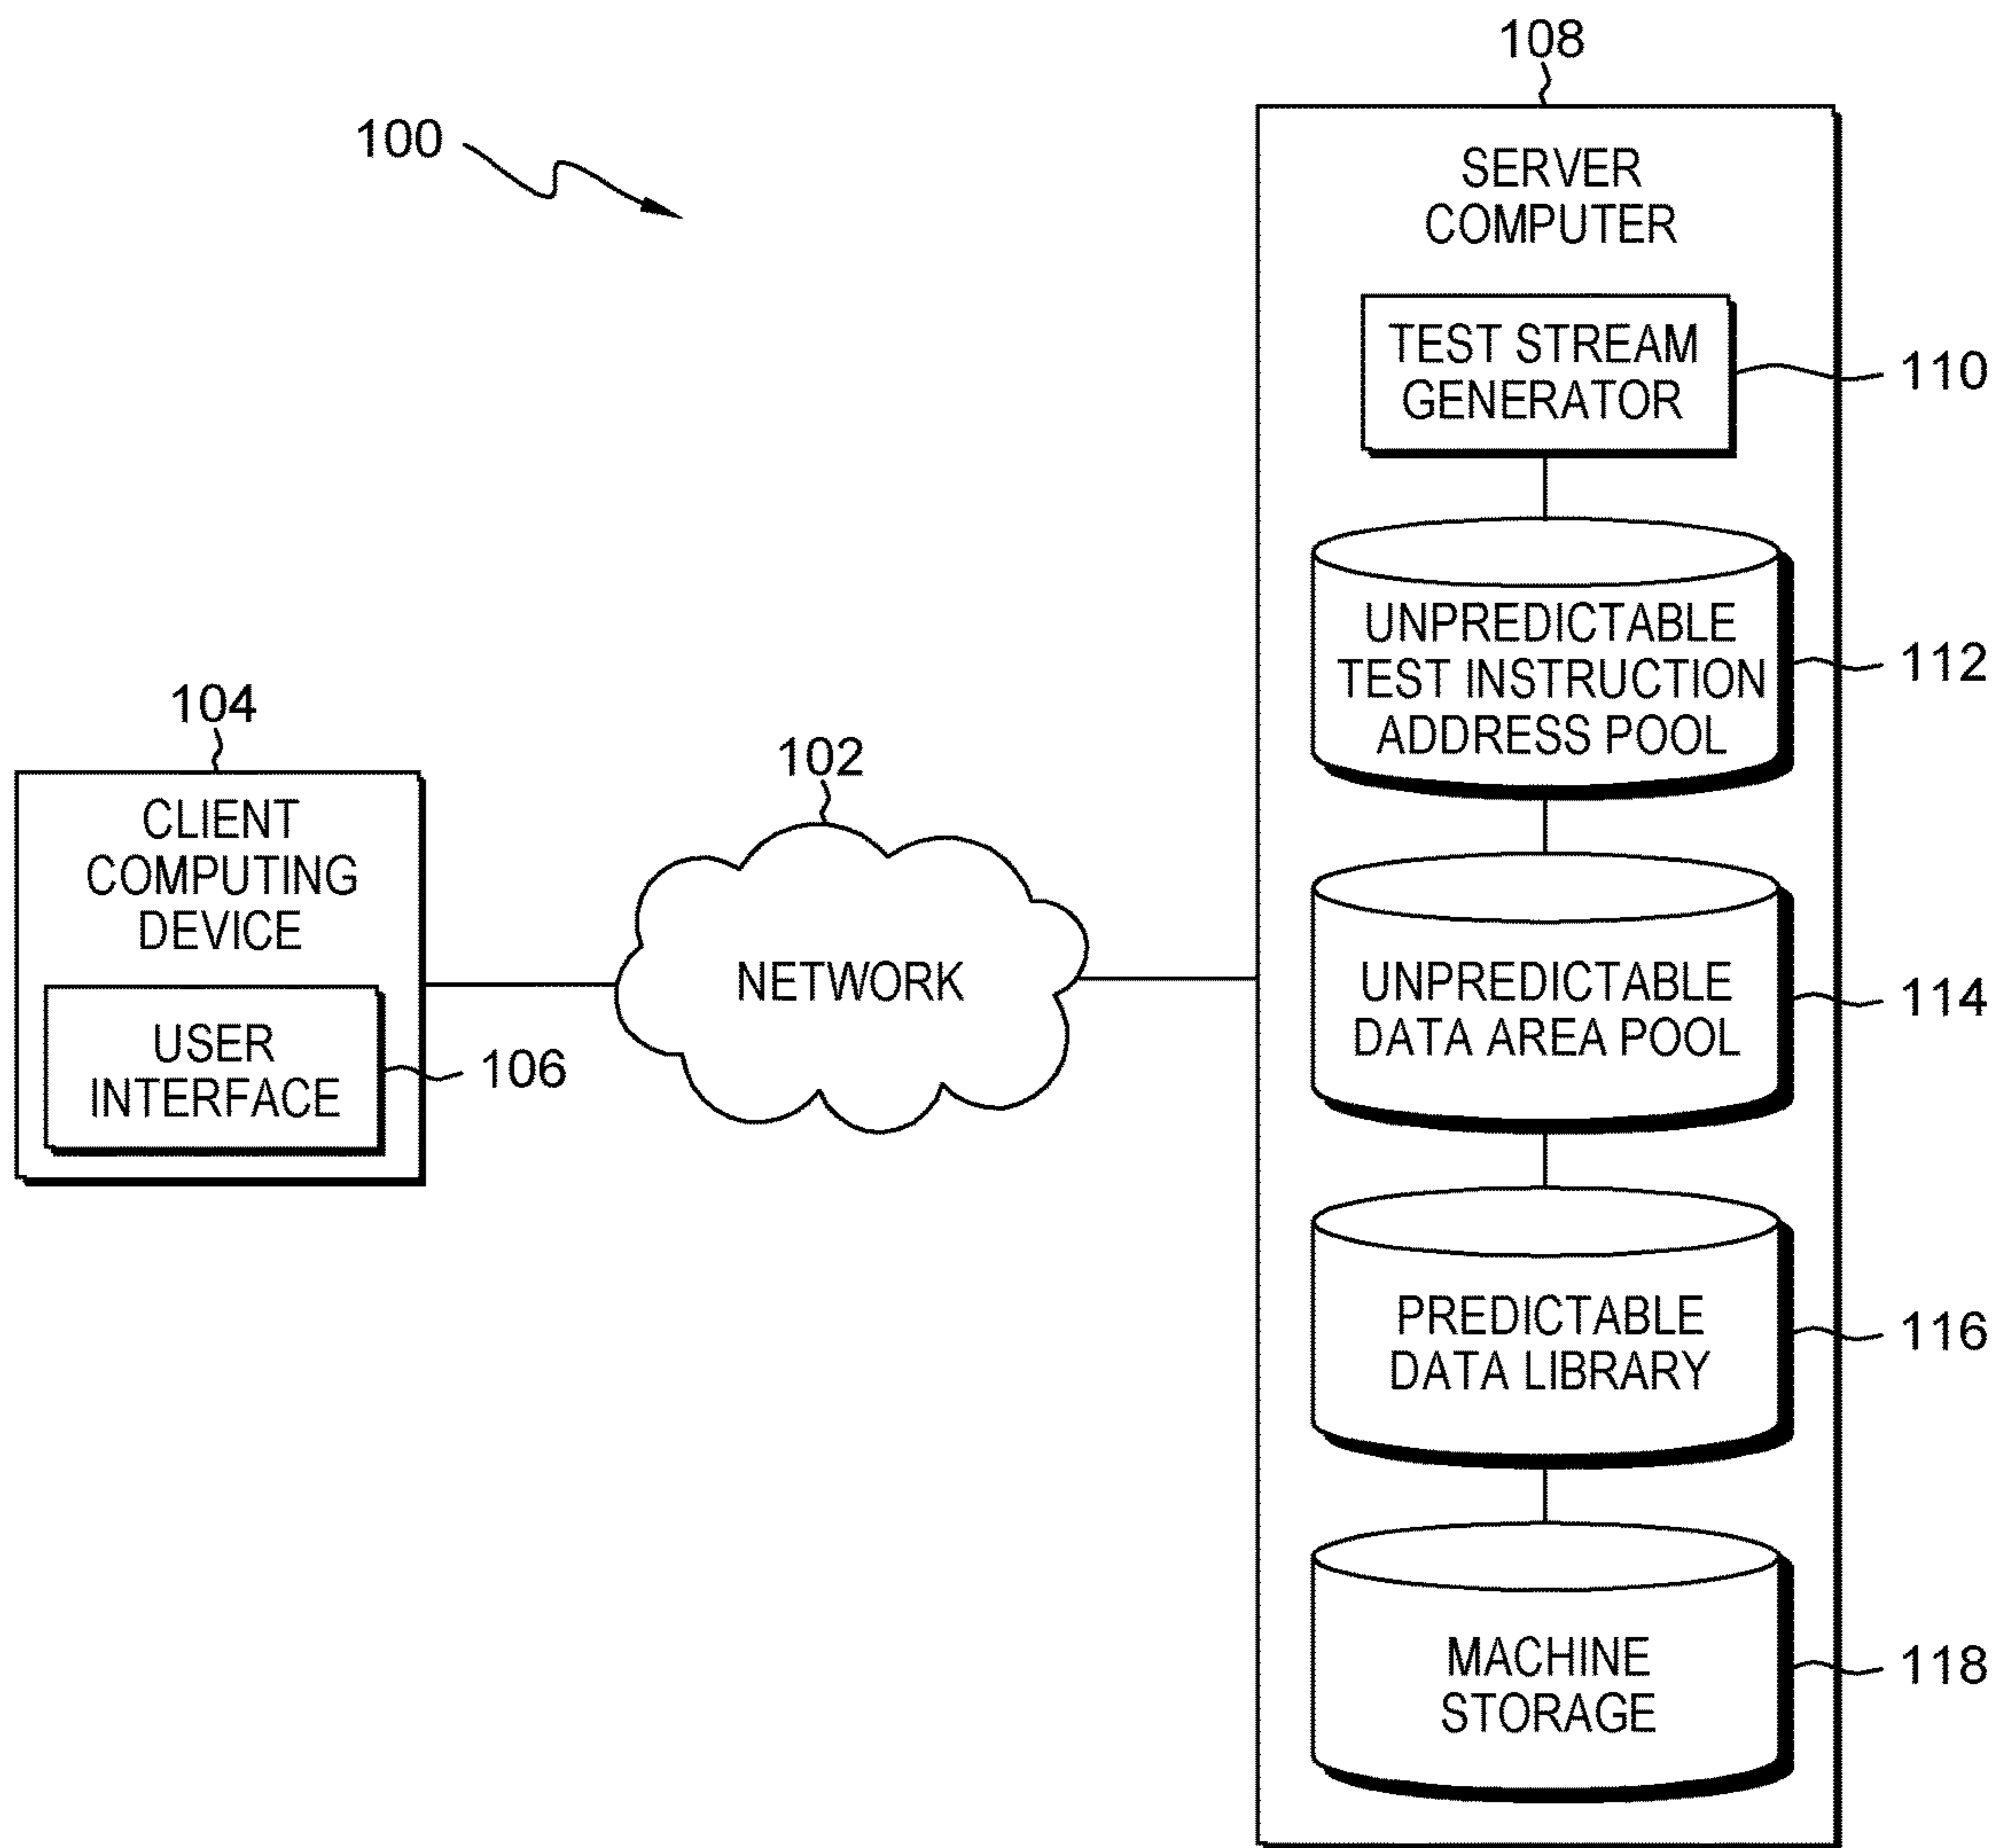 108
100
SERVER
COMPUTER
TEST STREAM
GENERATOR
110
UNPREDICTABLE
TEST INSTRUCTION
ADDRESS POOL
112
104
CLIENT
COMPUTING
DEVICE
USER
INTERFACE
106
102
NETWORK
UNPREDICTABLE
DATA AREA POOL
114
PREDICTABLE
DATA LIBRARY
116
MACHINE
STORAGE
118